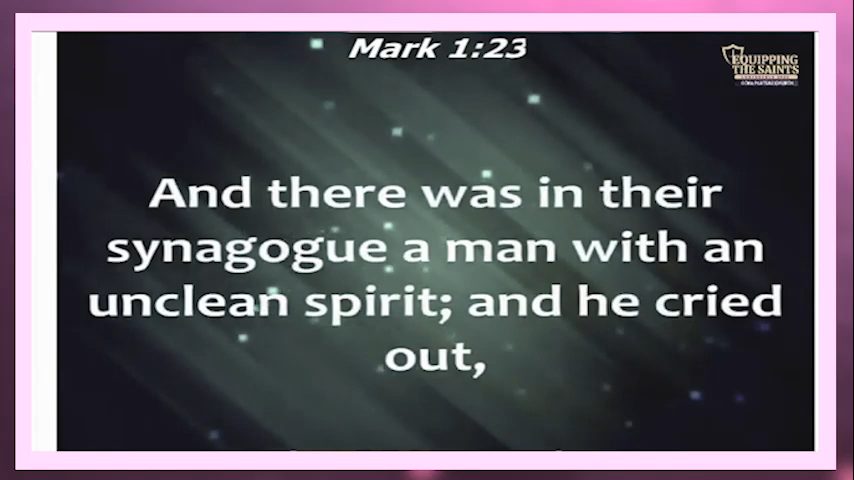 Mark 1:23
EQUIPPING
THE SAINTS
And there was in their
synagogue a man with an
unclean spirit; and he cried
out,